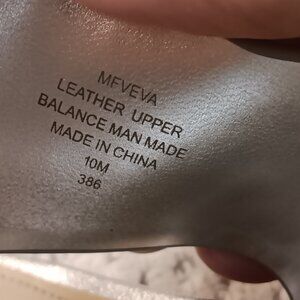 MFVEVA
LEATHER UPPER
BALANCE MAN MADE
MADE IN CHINA
10M
386